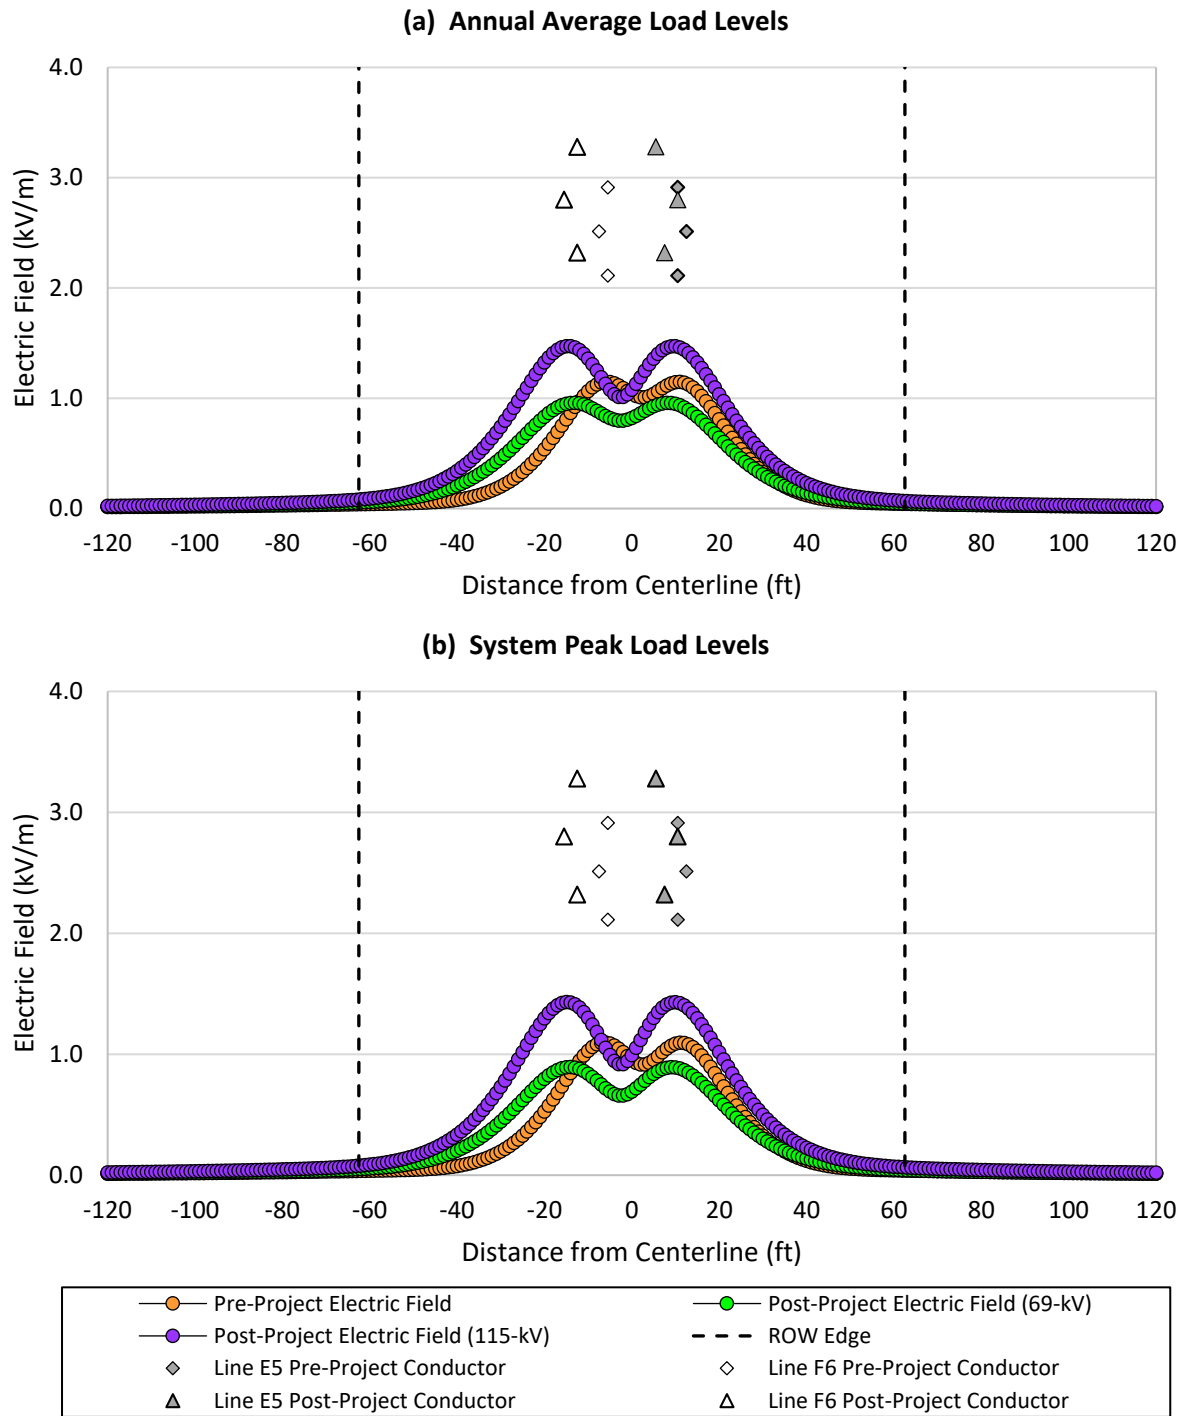 (a) Annual Average Load Levels
4.0
3.0
2.0
1.0
0.0
Electric Field (kV/m)
-120 -100 -80 -60 -40 -20 0 20 40 60 80 100 120
Distance from Centerline (ft)
(b) System Peak Load Levels
4.0
3.0
2.0
1.0
0.0
Electric Field (kV/m)
-120 -100 -80 -60 -40 -20 0 20 40 60 80 100 120
Distance from Centerline (ft)
Pre-Project Electric Field Post-Project Electric Field (69-kV)
Post-Project Electric Field (115-kV) ROW Edge
Line E5 Pre-Project Conductor Line F6 Pre-Project Conductor
Line E5 Post-Project Conductor Line F6 Post-Project Conductor